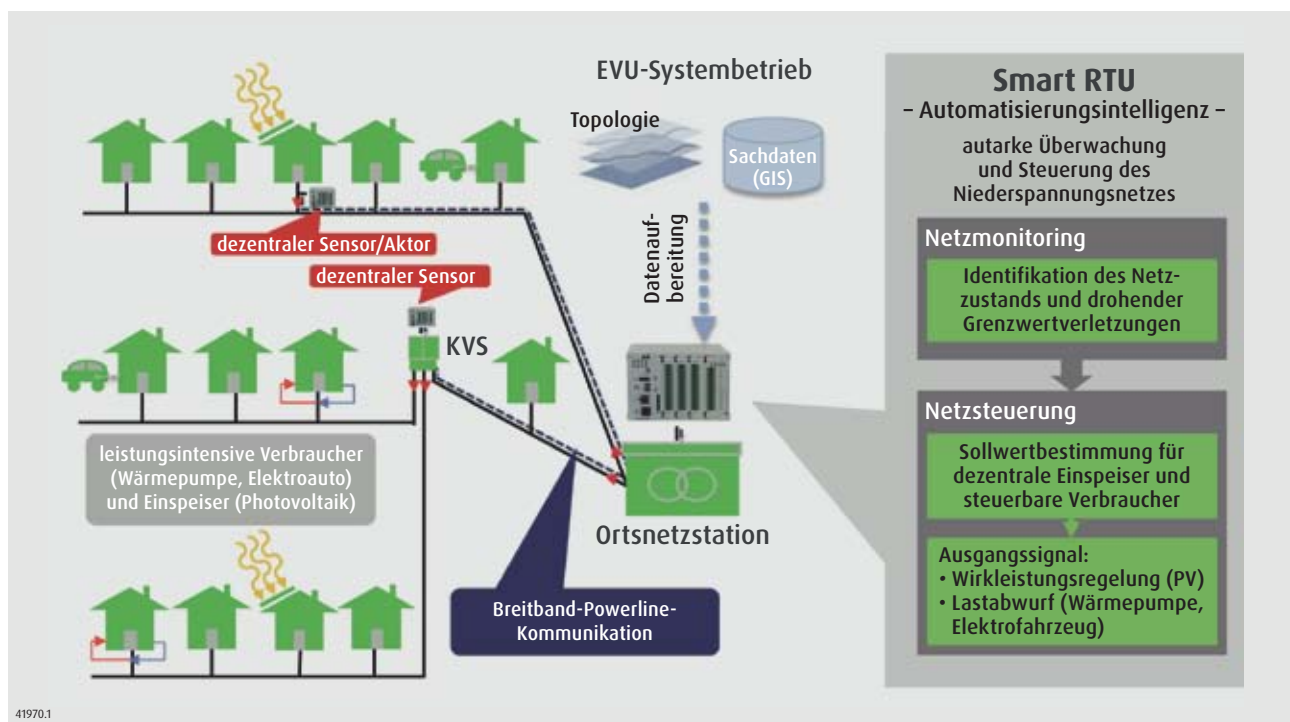 EVU-Systembetrieb
Topologie
Sachdaten
(GIS)
Datenauf-
bereitung
dezentraler Sensor/Aktor
dezentraler Sensor
KVS
leistungsintensive Verbraucher
(Wärmepumpe, Elektroauto)
und Einspeiser (Photovoltaik)
Ortsnetzstation
Breitband-Powerline-
Kommunikation
Smart RTU
– Automatisierungsintelligenz –
autarke Überwachung
und Steuerung des
Niederspannungsnetzes
Netzmonitoring
Identifikation des Netz-
zustands und drohender
Grenzwertverletzungen
Netzsteuerung
Sollwertbestimmung für
dezentrale Einspeiser und
steuerbare Verbraucher
Ausgangssignal:
• Wirkleistungsregelung (PV)
• Lastabwurf (Wärmepumpe,
Elektrofahrzeug)
41970.1